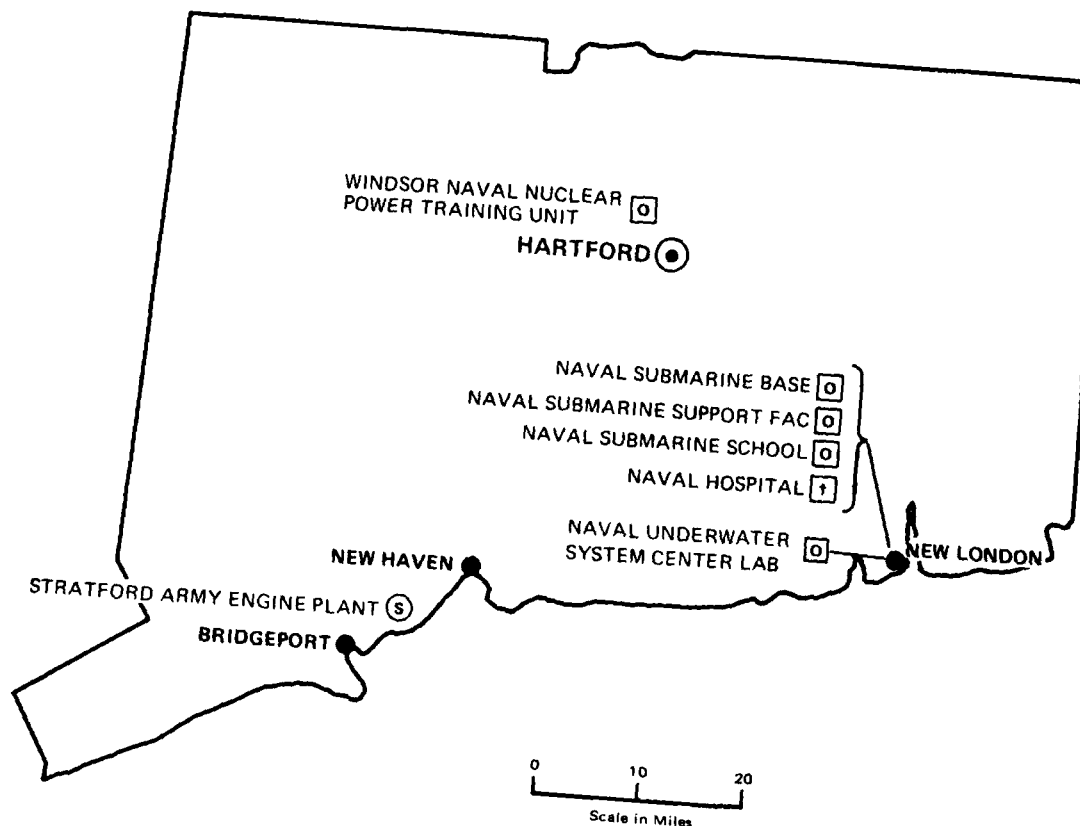 WINDSOR NAVAL NUCLEAR
POWER TRAINING UNIT O
HARTFORD
NAVAL SUBMARINE BASE O
NAVAL SUBMARINE SUPPORT FAC O
NAVAL SUBMARINE SCHOOL O
NAVAL HOSPITAL †
NAVAL UNDERWATER
SYSTEM CENTER LAB O
NEW LONDON
NEW HAVEN
STRATFORD ARMY ENGINE PLANT S
BRIDGEPORT
0 10 20
Scale in Miles